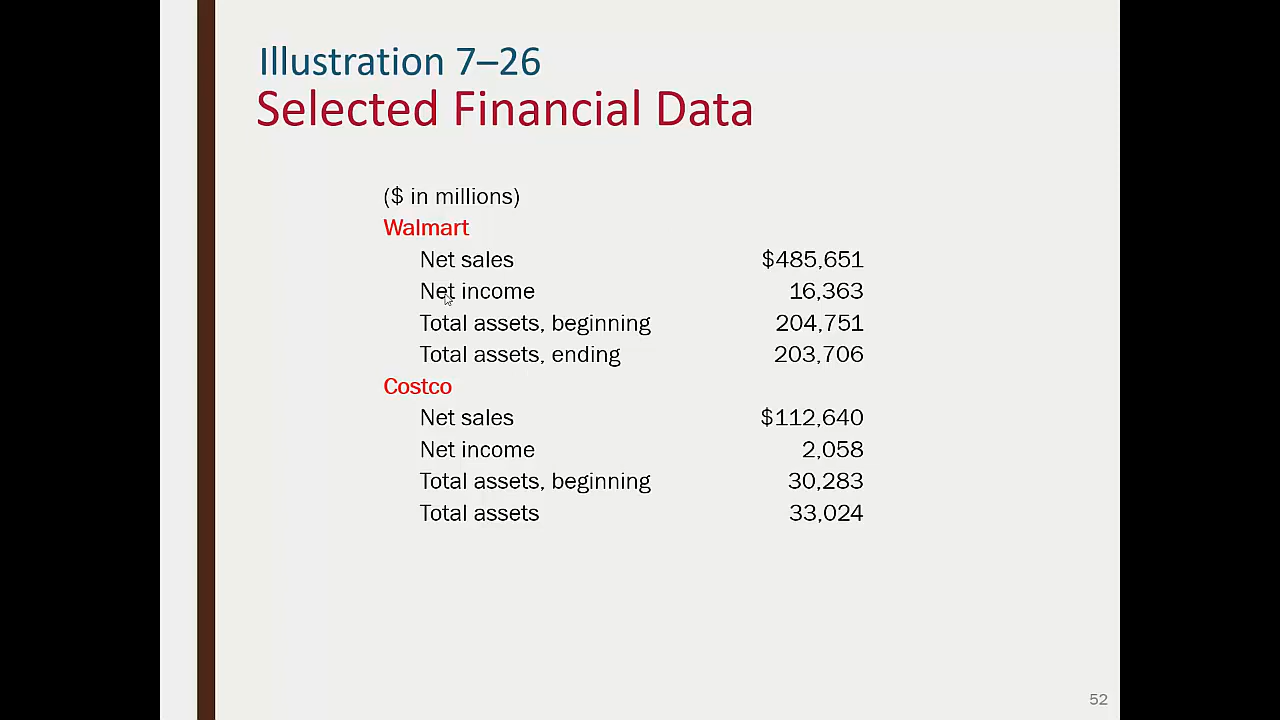 Illustration 7–26
Selected Financial Data
($ in millions)
Walmart
Net sales $485,651
Net income 16,363
Total assets, beginning 204,751
Total assets, ending 203,706
Costco
Net sales $112,640
Net income 2,058
Total assets, beginning 30,283
Total assets 33,024
52